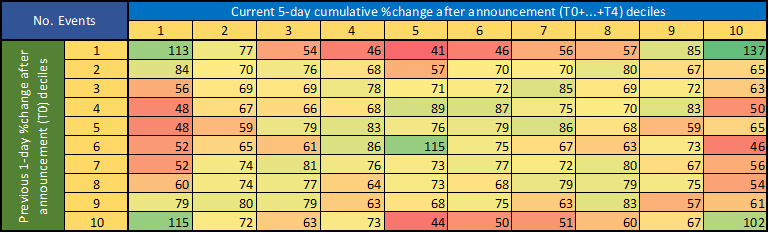 No. Events Current 5-day cumulative %change after announcement (T0+...+T4) deciles
1 2 3 4 5 6 7 8 9 10
Previous 1-day %change after announcement (T0) deciles
1 113 77 54 46 41 46 56 57 85 137
2 84 70 76 68 57 70 70 80 67 65
3 56 69 69 78 71 72 85 69 72 63
4 48 67 66 68 89 87 75 70 83 50
5 48 59 79 83 76 79 86 68 59 65
6 52 65 61 86 115 75 67 63 73 46
7 52 74 81 76 73 77 72 80 67 56
8 60 74 77 64 73 68 79 79 75 54
9 79 80 79 63 68 75 63 83 57 61
10 115 72 63 73 44 50 51 60 67 102